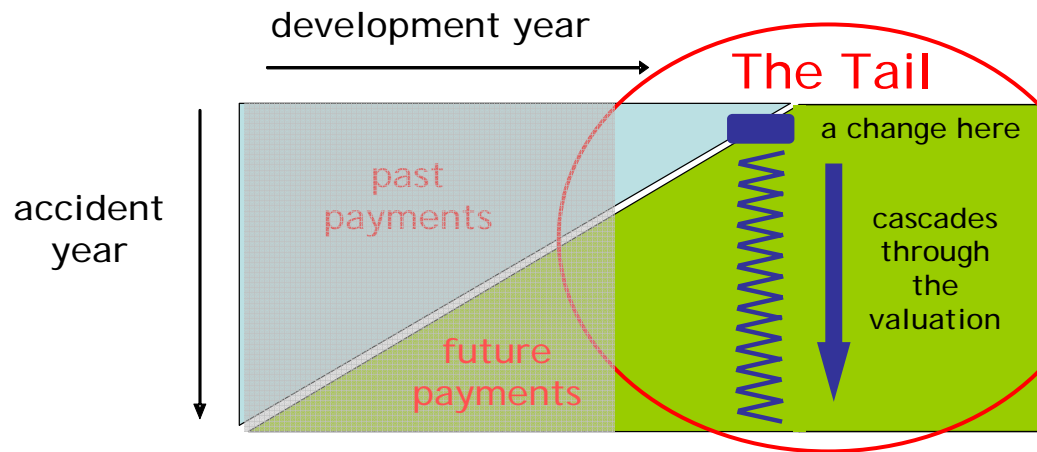 development year
The Tail
a change here
accident
year
past
payments
cascades
through
the
valuation
future
payments